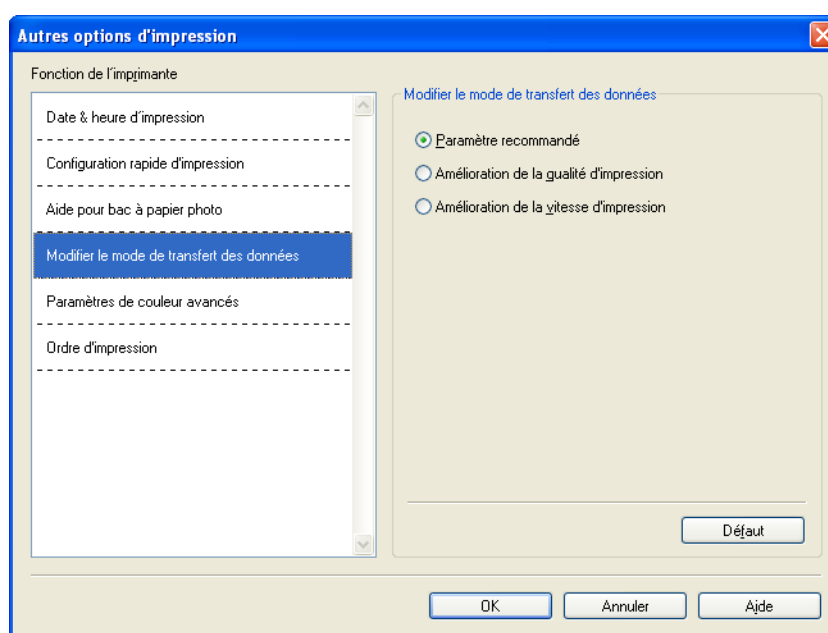 Autres options d'impression
Fonction de l'imprimante
Date & heure d'impression
Configuration rapide d'impression
Aide pour bac à papier photo
Modifier le mode de transfert des données
Paramètres de couleur avancés
Ordre d'impression
Modifier le mode de transfert des données
Paramètre recommandé
Amélioration de la qualité d'impression
Amélioration de la vitesse d'impression
Défaut
OK
Annuler
Aide